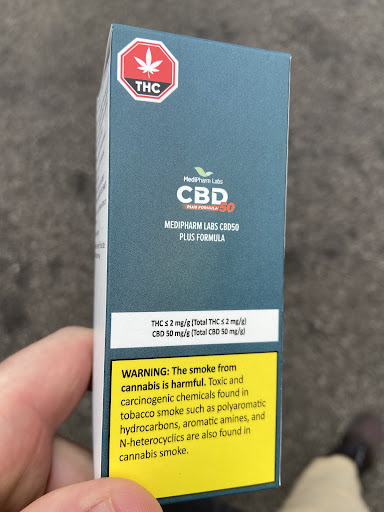 THC
MediPharm Labs
CBD
PLUS FORMULA 50
MEDIPHARM LABS CBD50
PLUS FORMULA
THC ≤ 2 mg/g (Total THC ≤ 2 mg/g)
CBD 50 mg/g (Total CBD 50 mg/g)
WARNING: The smoke from
cannabis is harmful. Toxic and
carcinogenic chemicals found in
tobacco smoke such as polyaromatic
hydrocarbons, aromatic amines, and
N-heterocyclics are also found in
cannabis smoke.